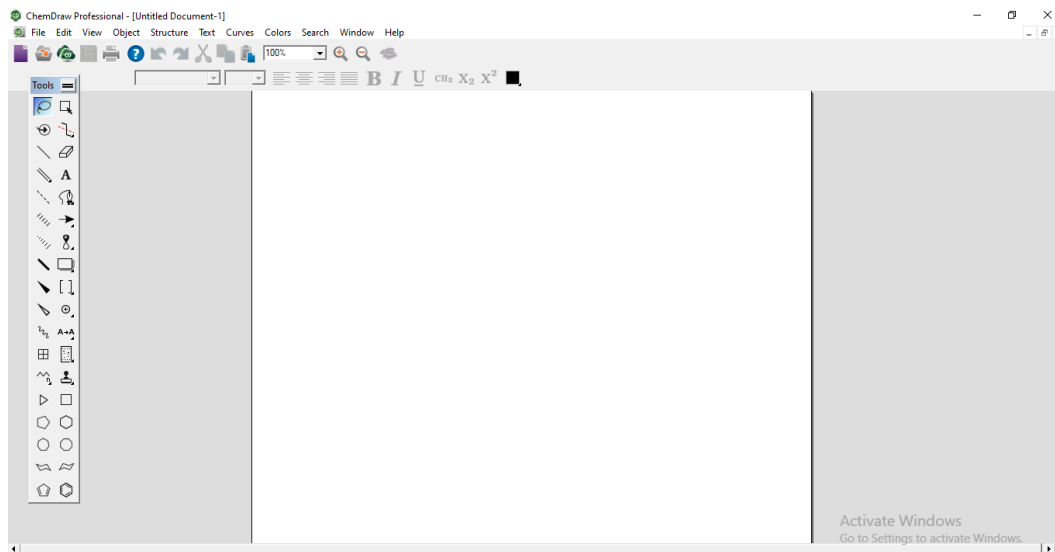 ChemDraw Professional - [Untitled Document-1]
File Edit View Object Structure Text Curves Colors Search Window Help
100%
B I U CH₂ X₂ X²
Tools
A
A→A
Activate Windows
Go to Settings to activate Windows.